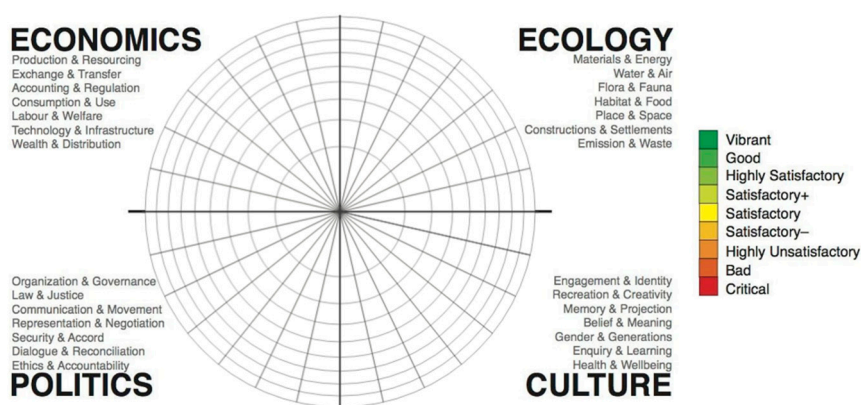 ECONOMICS
Production & Resourcing
Exchange & Transfer
Accounting & Regulation
Consumption & Use
Labour & Welfare
Technology & Infrastructure
Wealth & Distribution
ECOLOGY
Materials & Energy
Water & Air
Flora & Fauna
Habitat & Food
Place & Space
Constructions & Settlements
Emission & Waste
Vibrant
Good
Highly Satisfactory
Satisfactory+
Satisfactory
Satisfactory–
Highly Unsatisfactory
Bad
Critical
Organization & Governance
Law & Justice
Communication & Movement
Representation & Negotiation
Security & Accord
Dialogue & Reconciliation
Ethics & Accountability
POLITICS
Engagement & Identity
Recreation & Creativity
Memory & Projection
Belief & Meaning
Gender & Generations
Enquiry & Learning
Health & Wellbeing
CULTURE